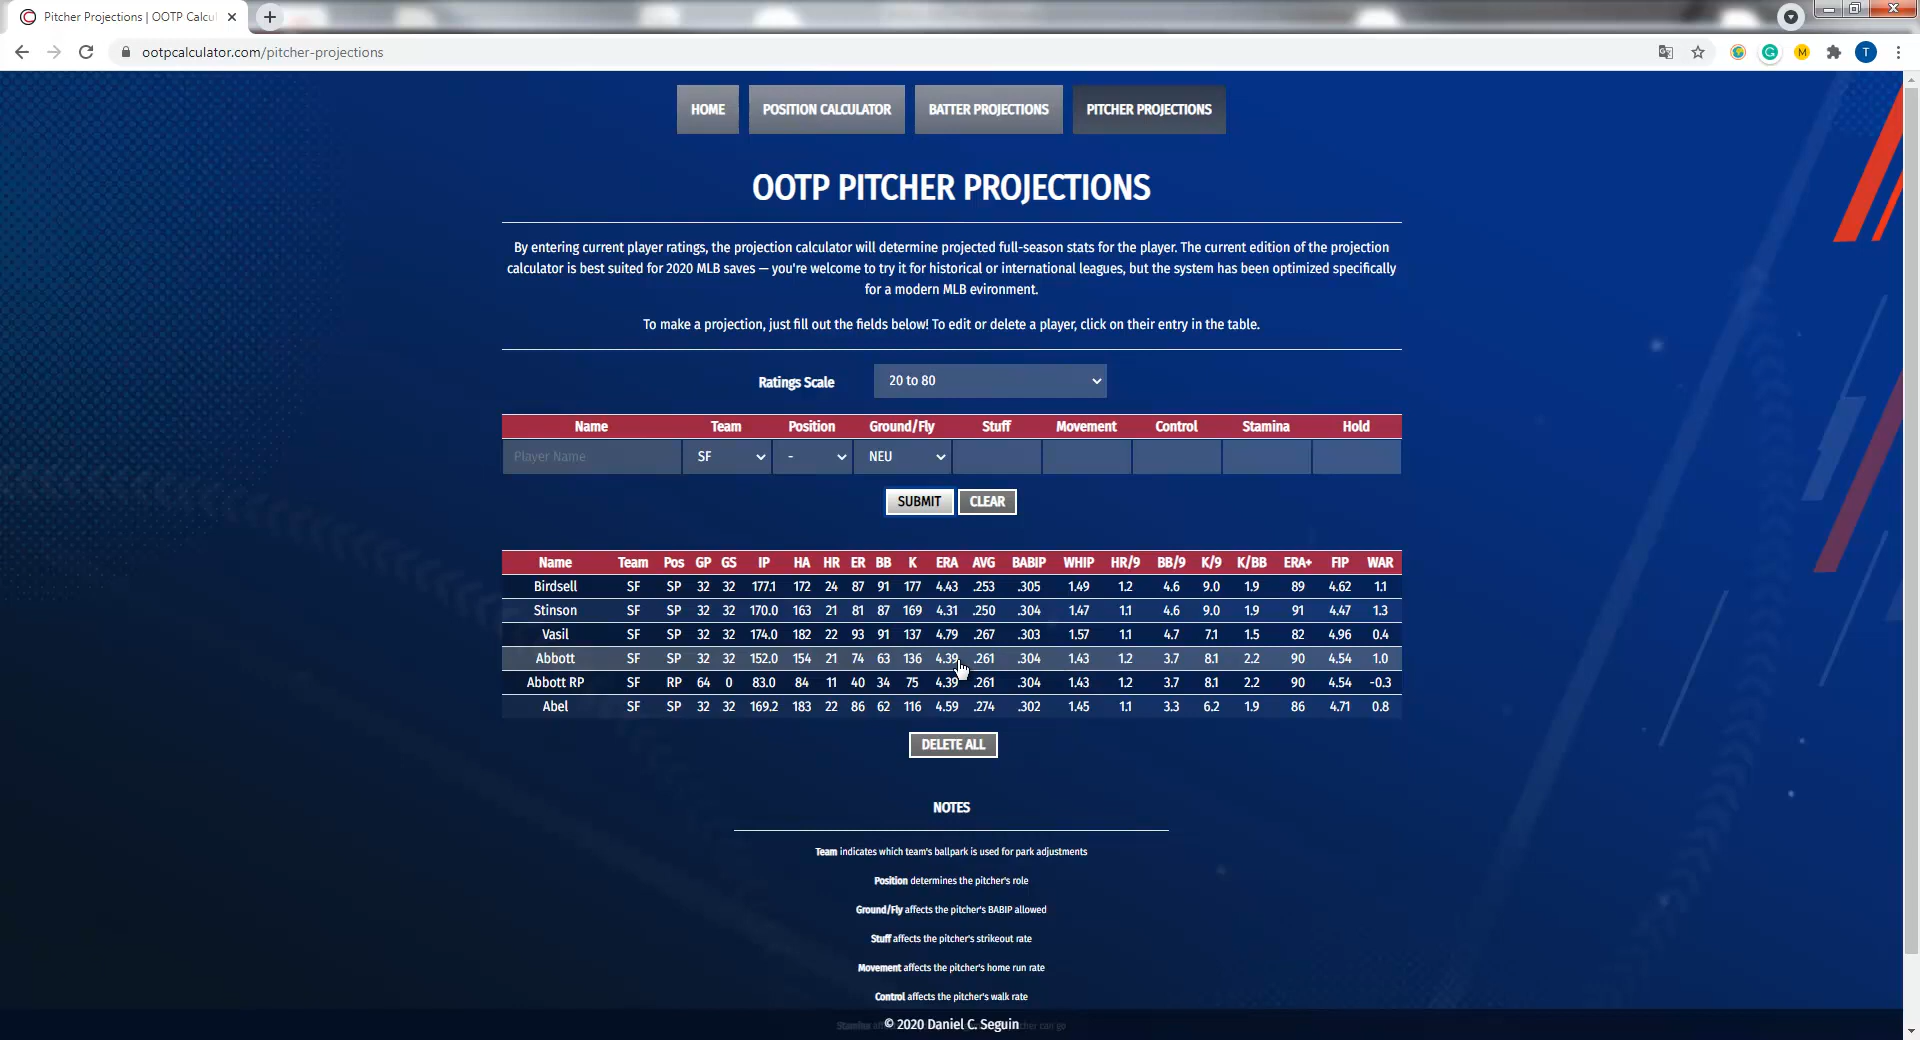 Pitcher Projections | OOTP Calcul
ootpcalculator.com/pitcher-projections
M
T
HOME POSITION CALCULATOR BATTER PROJECTIONS PITCHER PROJECTIONS
OOTP PITCHER PROJECTIONS
By entering current player ratings, the projection calculator will determine projected full-season stats for the player. The current edition of the projection
calculator is best suited for 2020 MLB saves — you're welcome to try it for historical or international leagues, but the system has been optimized specifically
for a modern MLB evironment.
To make a projection, just fill out the fields below! To edit or delete a player, click on their entry in the table.
Ratings Scale 20 to 80
Name Team Position Ground/Fly Stuff Movement Control Stamina Hold
Player Name SF - NEU
SUBMIT CLEAR
Name Team Pos GP GS IP HA HR ER BB K ERA AVG BABIP WHIP HR/9 BB/9 K/9 K/BB ERA+ FIP WAR
Birdsell SF SP 32 32 177.1 172 24 87 91 177 4.43 .253 .305 1.49 1.2 4.6 9.0 1.9 89 4.62 1.1
Stinson SF SP 32 32 170.0 163 21 81 87 169 4.31 .250 .304 1.47 1.1 4.6 9.0 1.9 91 4.47 1.3
Vasil SF SP 32 32 174.0 182 22 93 91 137 4.79 .267 .303 1.57 1.1 4.7 7.1 1.5 82 4.96 0.4
Abbott SF SP 32 32 152.0 154 21 74 63 136 4.39 .261 .304 1.43 1.2 3.7 8.1 2.2 90 4.54 1.0
Abbott RP SF RP 64 0 83.0 84 11 40 34 75 4.39 .261 .304 1.43 1.2 3.7 8.1 2.2 90 4.54 -0.3
Abel SF SP 32 32 169.2 183 22 86 62 116 4.59 .274 .302 1.45 1.1 3.3 6.2 1.9 86 4.71 0.8
DELETE ALL
NOTES
Team indicates which team's ballpark is used for park adjustments
Position determines the pitcher's role
Ground/Fly affects the pitcher's BABIP allowed
Stuff affects the pitcher's strikeout rate
Movement affects the pitcher's home run rate
Control affects the pitcher's walk rate
© 2020 Daniel C. Seguin